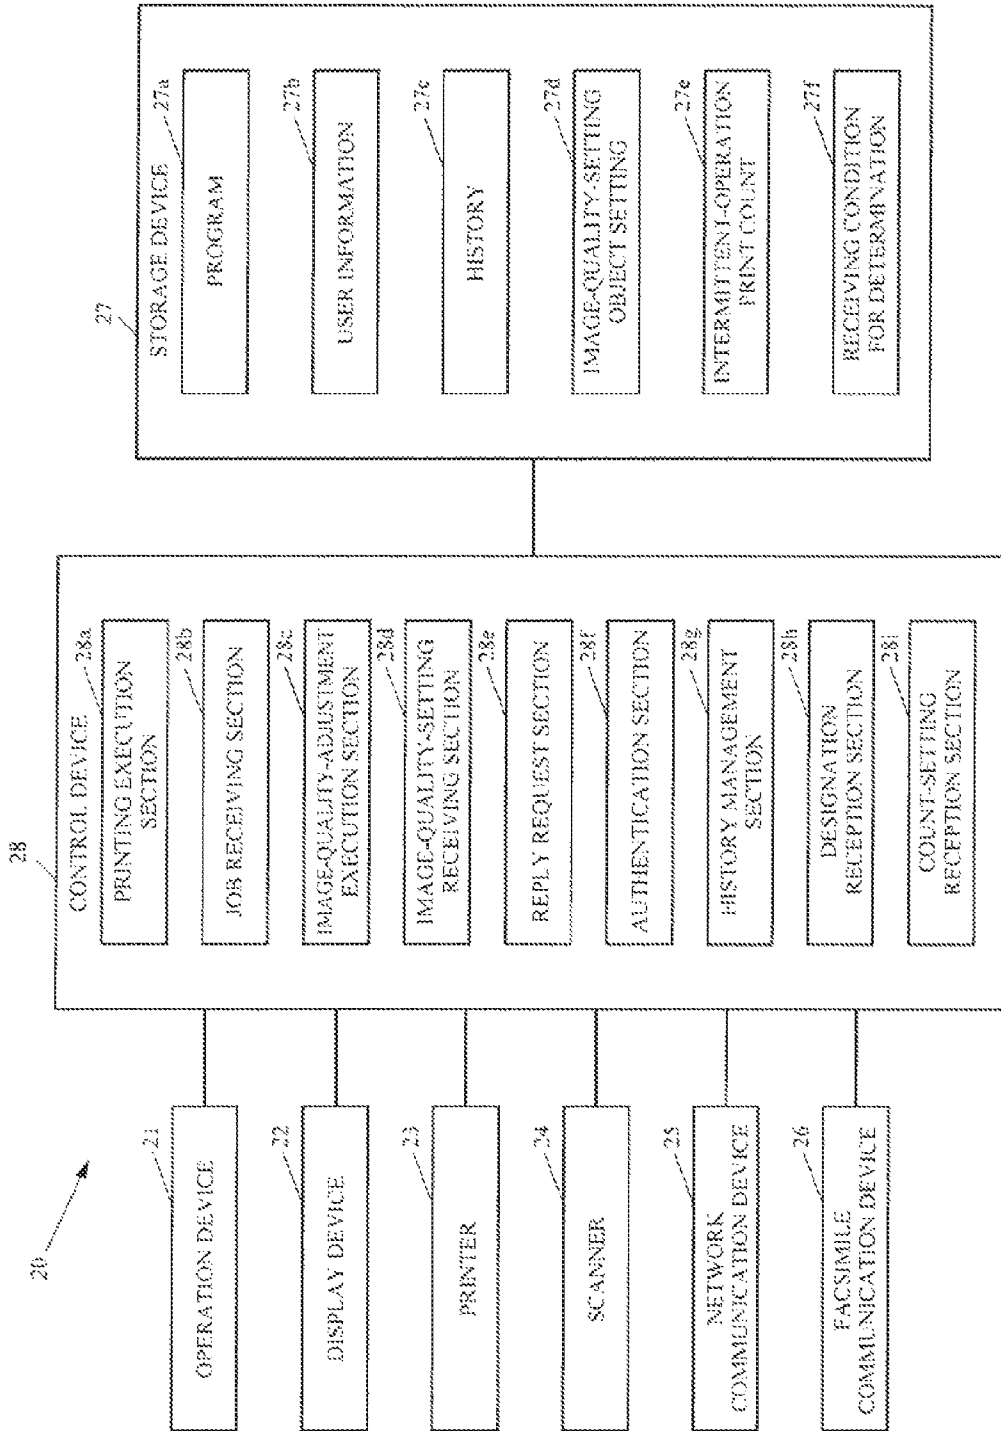 20
21
OPERATION DEVICE
22
DISPLAY DEVICE
23
PRINTER
24
SCANNER
25
NETWORK
COMMUNICATION DEVICE
26
FACSIMILE
COMMUNICATION DEVICE
28
CONTROL DEVICE
28a
PRINTING EXECUTION
SECTION
28b
JOB RECEIVING SECTION
28c
IMAGE-QUALITY-ADJUSTMENT
EXECUTION SECTION
28d
IMAGE-QUALITY-SETTING
RECEIVING SECTION
28e
REPLY REQUEST SECTION
28f
AUTHENTICATION SECTION
28g
HISTORY MANAGEMENT
SECTION
28h
DESIGNATION
RECEPTION SECTION
28i
COUNT-SETTING
RECEPTION SECTION
27
STORAGE DEVICE
27a
PROGRAM
27b
USER INFORMATION
27c
HISTORY
27d
IMAGE-QUALITY-SETTING
OBJECT SETTING
27e
INTERMITTENT-OPERATION
PRINT COUNT
27f
RECEIVING CONDITION
FOR DETERMINATION